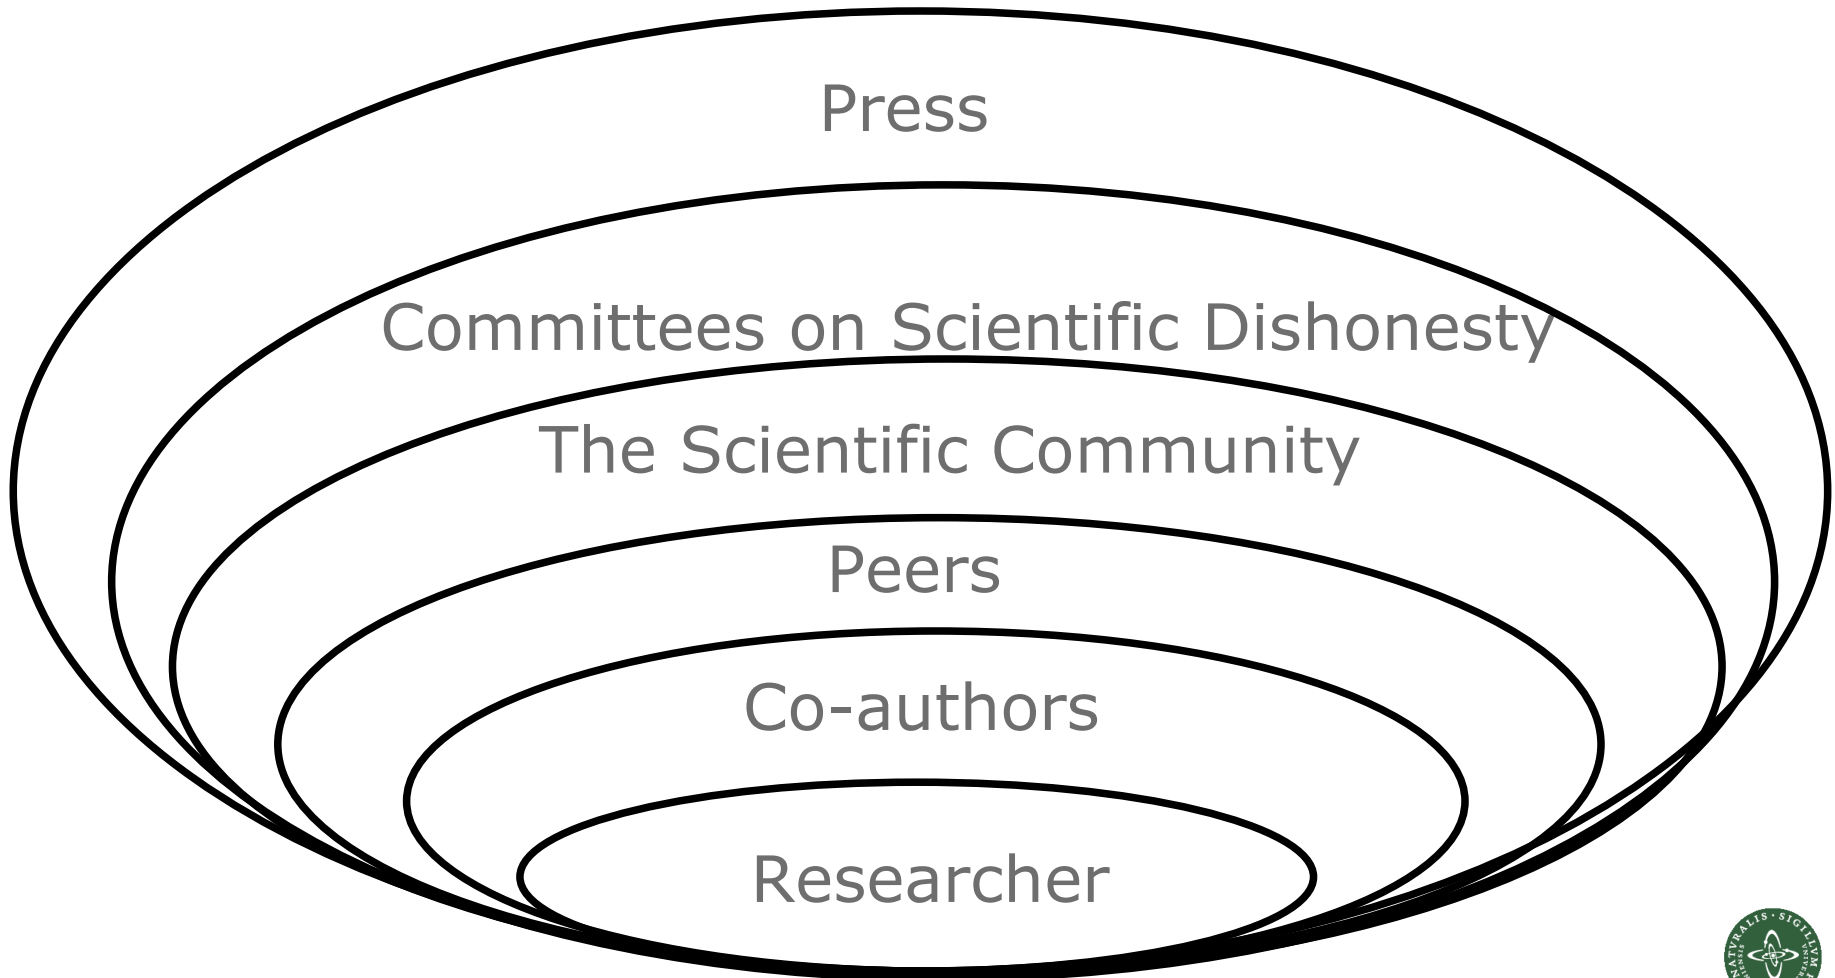 Press
Committees on Scientific Dishonesty
The Scientific Community
Peers
Co-authors
Researcher